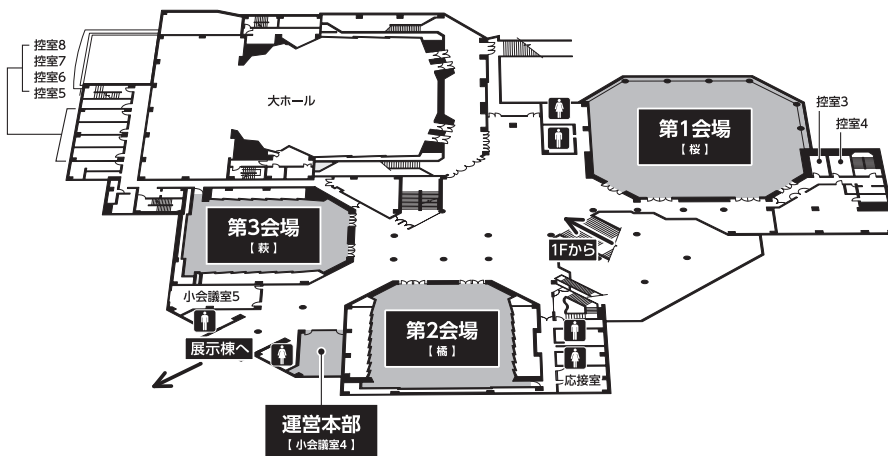 控室8
控室7
控室6
控室5
大ホール
第1会場
【 桜 】
控室3
控室4
第3会場
【 萩 】
1Fから
小会議室5
第2会場
【 橘 】
展示棟へ
応接室
運営本部
【 小会議室4 】